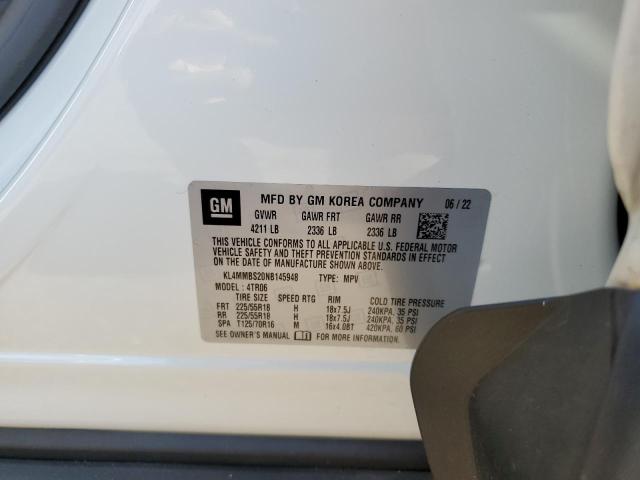 GM MFD BY GM KOREA COMPANY 06 / 22
GVWR GAWR FRT GAWR RR
4211 LB 2336 LB 2336 LB
THIS VEHICLE CONFORMS TO ALL APPLICABLE U.S. FEDERAL MOTOR
VEHICLE SAFETY AND THEFT PREVENTION STANDARDS IN EFFECT ON THE DATE OF
MANUFACTURE SHOWN ABOVE.
KL4MMBS20NB145948 TYPE: MPV
MODEL: 4TR06
SPEED RTG RIM COLD TIRE PRESSURE
FRT 225/55R18 H 18x7.5J 240KPA, 35 PSI
RR 225/55R18 H 18x7.5J 240KPA, 35 PSI
SPA T125/70R16 M 16x4.0BT 420KPA, 60 PSI
SEE OWNER'S MANUAL FOR MORE INFORMATION.